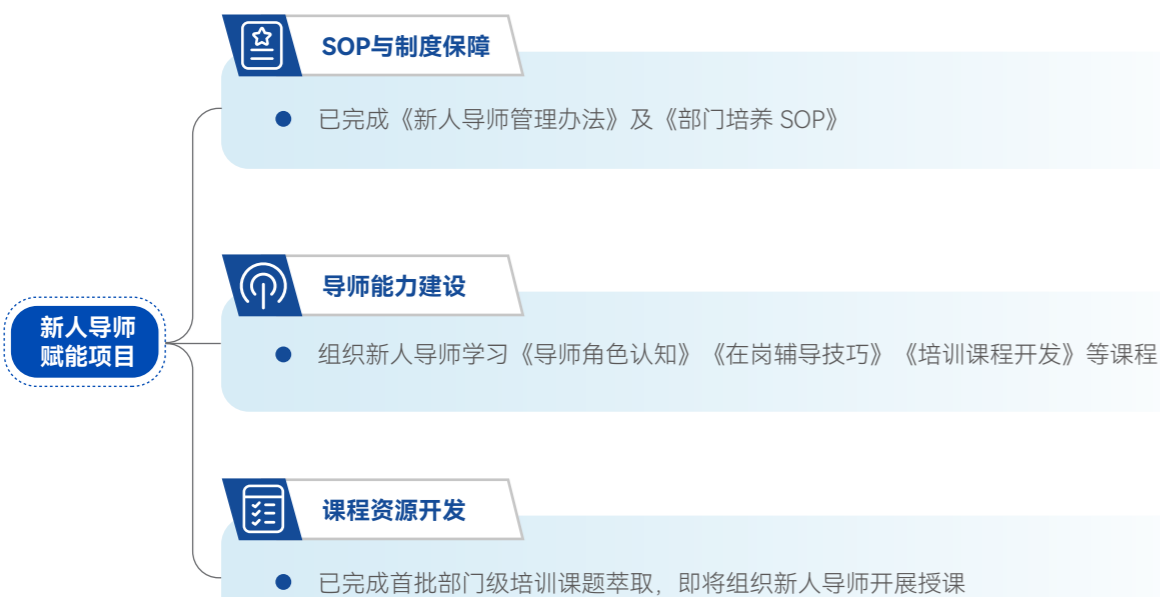 SOP与制度保障
已完成《新人导师管理办法》及《部门培养 SOP》
新人导师
赋能项目
导师能力建设
组织新人导师学习《导师角色认知》《在岗辅导技巧》《培训课程开发》等课程
课程资源开发
已完成首批部门级培训课题萃取，即将组织新人导师开展授课